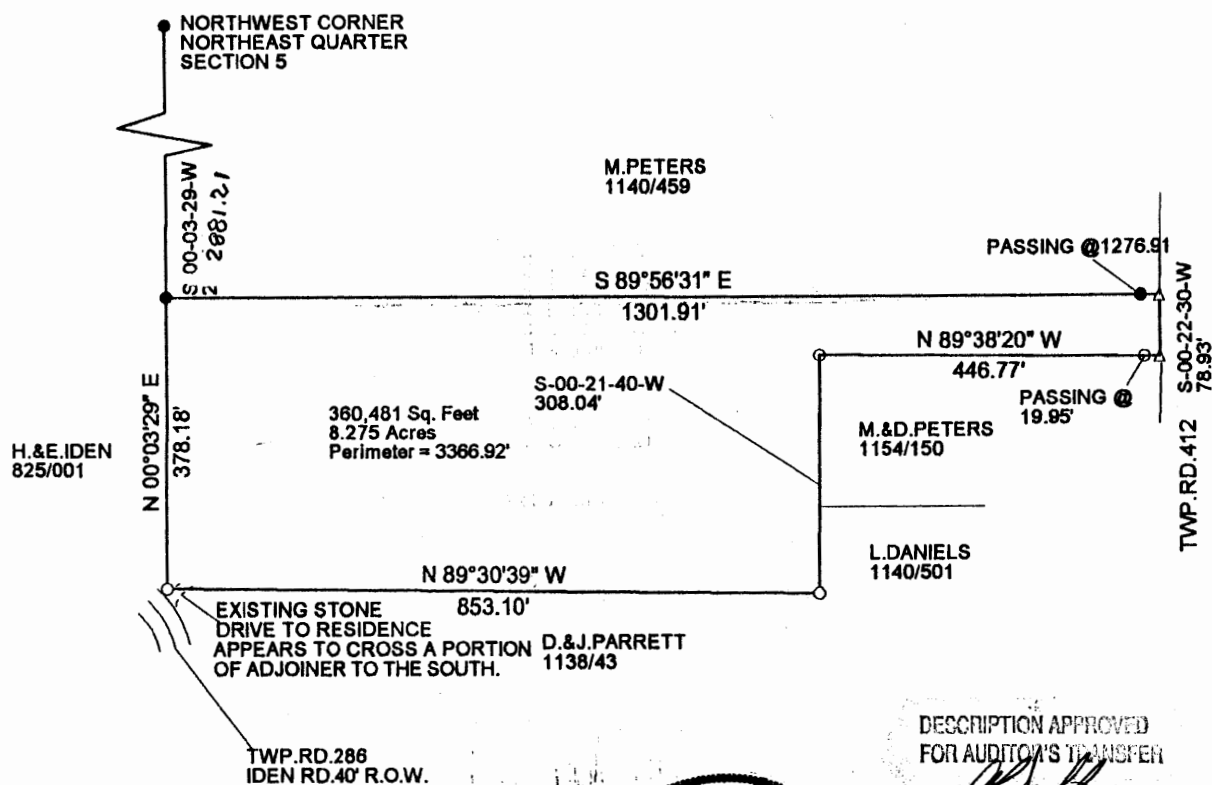 NORTHWEST CORNER
NORTHEAST QUARTER
SECTION 5
S 00-03-29-W
2 2081.21
M.PETERS
1140/459
PASSING @1276.91
S 89°56'31" E
1301.91'
S-00-22-30-W
78.93'
N 89°38'20" W
446.77'
PASSING @
19.95'
S-00-21-40-W
308.04'
N 00°03'29" E
378.18'
360,481 Sq. Feet
8.275 Acres
Perimeter = 3366.92'
H.&E.IDEN
825/001
M.&D.PETERS
1154/150
TWP.RD.412
L.DANIELS
1140/501
N 89°30'39" W
853.10'
EXISTING STONE
DRIVE TO RESIDENCE
APPEARS TO CROSS A PORTION
OF ADJOINER TO THE SOUTH.
D.&J.PARRETT
1138/43
TWP.RD.286
IDEN RD.40' R.O.W.
DESCRIPTION APPROVED
FOR AUDITOR'S TRANSFER